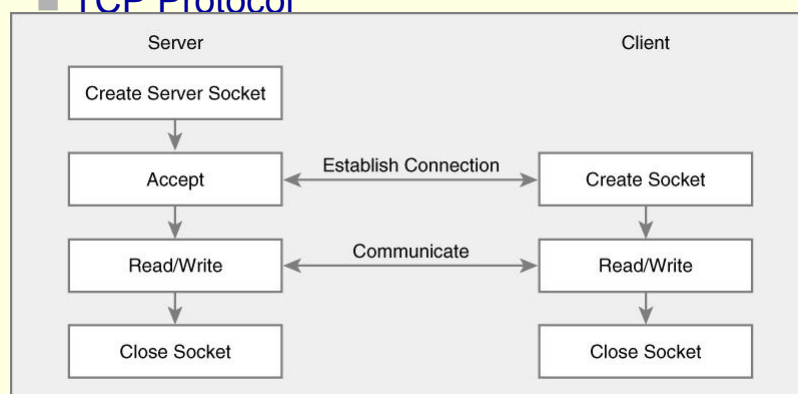 TCP Protocol
Server
Client
Create Server Socket
Accept
Establish Connection
Create Socket
Read/Write
Communicate
Read/Write
Close Socket
Close Socket